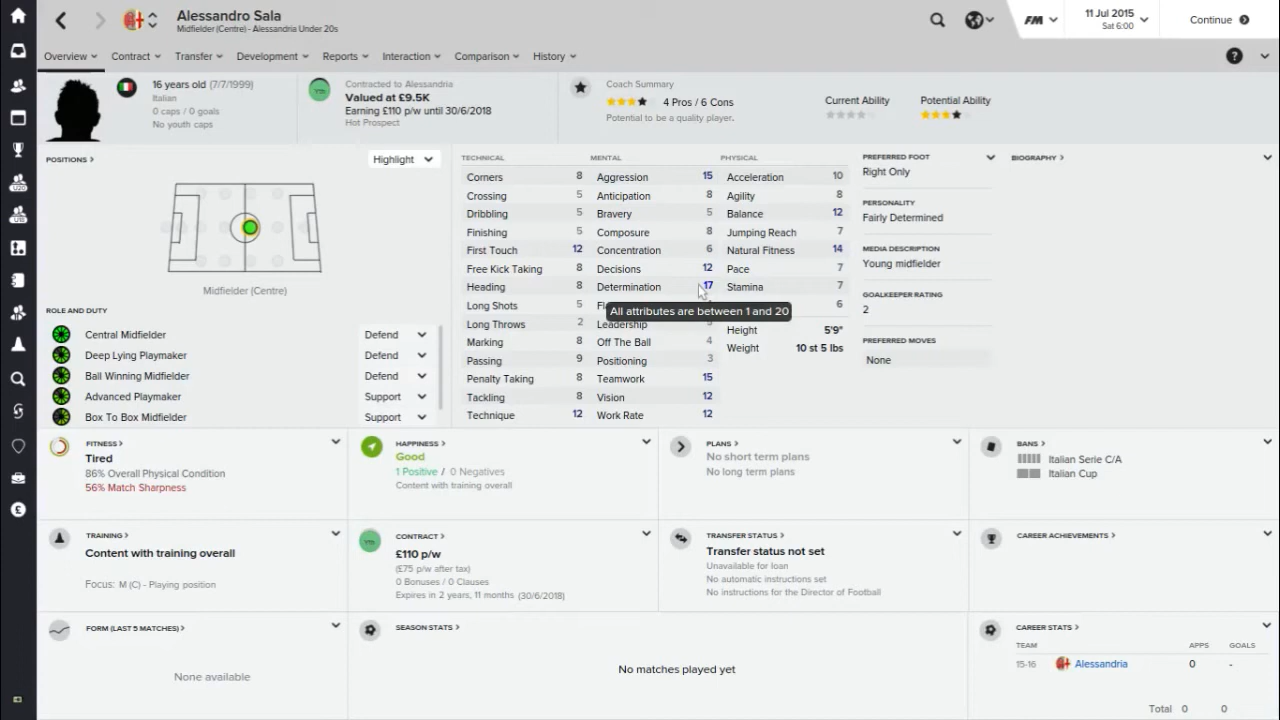 Alessandro Sala
Midfielder (Centre) - Alessandria Under 20s
FM
11 Jul 2015
Sat 6:00
Continue
Overview
Contract
Transfer
Development
Reports
Interaction
Comparison
History
16 years old (7/7/1999)
Italian
0 caps / 0 goals
No youth caps
Contracted to Alessandria
Valued at £9.5K
Earning £110 p/w until 30/6/2018
Hot Prospect
Coach Summary
4 Pros / 6 Cons
Potential to be a quality player.
Current Ability
Potential Ability
POSITIONS >
Highlight
Midfielder (Centre)
ROLE AND DUTY
Central Midfielder Defend
Deep Lying Playmaker Defend
Ball Winning Midfielder Defend
Advanced Playmaker Support
Box To Box Midfielder Support
TECHNICAL
Corners 8
Crossing 5
Dribbling 5
Finishing 5
First Touch 12
Free Kick Taking 8
Heading 8
Long Shots 5
Long Throws 2
Marking 8
Passing 9
Penalty Taking 8
Tackling 8
Technique 12
MENTAL
Aggression 15
Anticipation 8
Bravery 5
Composure 8
Concentration 6
Decisions 12
Determination 17
All attributes are between 1 and 20
Leadership
Off The Ball 4
Positioning 3
Teamwork 15
Vision 12
Work Rate 12
PHYSICAL
Acceleration 10
Agility 8
Balance 12
Jumping Reach 7
Natural Fitness 14
Pace 7
Stamina 7
6
Height 5'9"
Weight 10 st 5 lbs
PREFERRED FOOT
Right Only
PERSONALITY
Fairly Determined
MEDIA DESCRIPTION
Young midfielder
GOALKEEPER RATING
2
PREFERRED MOVES
None
BIOGRAPHY >
FITNESS >
Tired
86% Overall Physical Condition
56% Match Sharpness
HAPPINESS >
Good
1 Positive / 0 Negatives
Content with training overall
PLANS >
No short term plans
No long term plans
BANS >
Italian Serie C/A
Italian Cup
TRAINING >
Content with training overall
Focus: M (C) - Playing position
CONTRACT >
£110 p/w
(£75 p/w after tax)
0 Bonuses / 0 Clauses
Expires in 2 years, 11 months (30/6/2018)
TRANSFER STATUS >
Transfer status not set
Unavailable for loan
No automatic instructions set
No instructions for the Director of Football
CAREER ACHIEVEMENTS >
FORM (LAST 5 MATCHES) >
None available
SEASON STATS >
No matches played yet
CAREER STATS >
TEAM APPS GOALS
15-16 Alessandria 0 -
Total 0 0